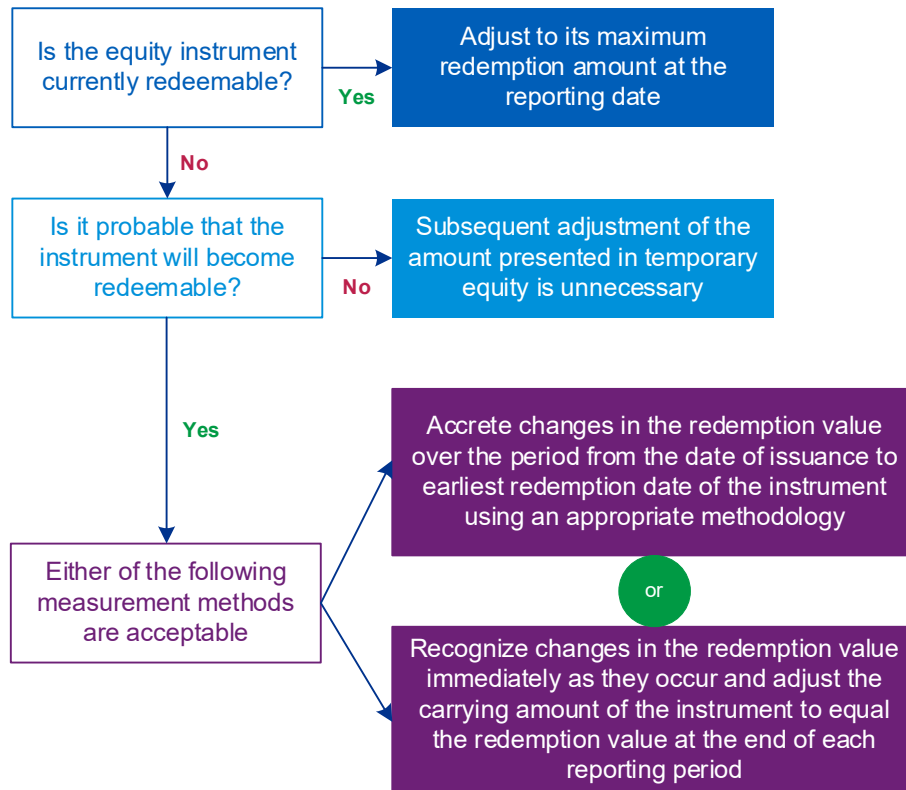 Is the equity instrument
currently redeemable?
Yes
Adjust to its maximum
redemption amount at the
reporting date
No
Is it probable that the
instrument will become
redeemable?
No
Subsequent adjustment of the
amount presented in temporary
equity is unnecessary
Yes
Either of the following
measurement methods
are acceptable
Accrete changes in the redemption value
over the period from the date of issuance to
earliest redemption date of the instrument
using an appropriate methodology
or
Recognize changes in the redemption value
immediately as they occur and adjust the
carrying amount of the instrument to equal
the redemption value at the end of each
reporting period